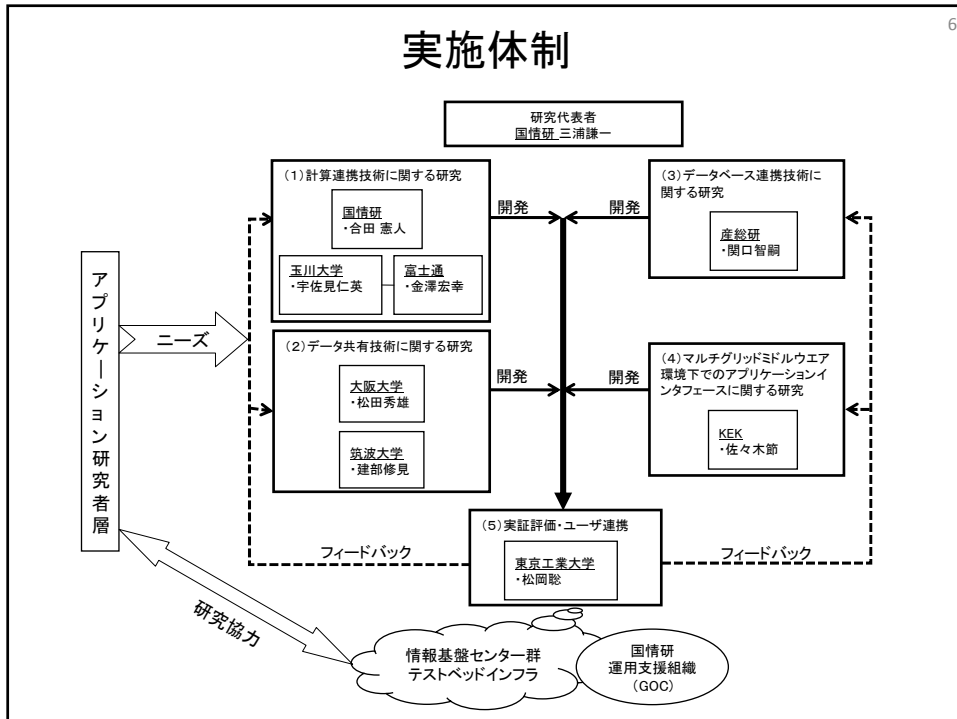 6
実施体制
研究代表者
国情研 三浦謙一
（1）計算連携技術に関する研究
国情研
・合田 憲人
玉川大学
・宇佐見仁英
富士通
・金澤宏幸
開発
開発
（3）データベース連携技術に
関する研究
産総研
・関口智嗣
アプリケーション研究者層
ニーズ
（2）データ共有技術に関する研究
大阪大学
・松田秀雄
筑波大学
・建部修見
開発
開発
（4）マルチグリッドミドルウエア
環境下でのアプリケーションイ
ンタフェースに関する研究
KEK
・佐々木節
（5）実証評価・ユーザ連携
東京工業大学
・松岡聡
フィードバック
フィードバック
研究協力
情報基盤センター群
テストベッドインフラ
国情研
運用支援組織
（GOC）